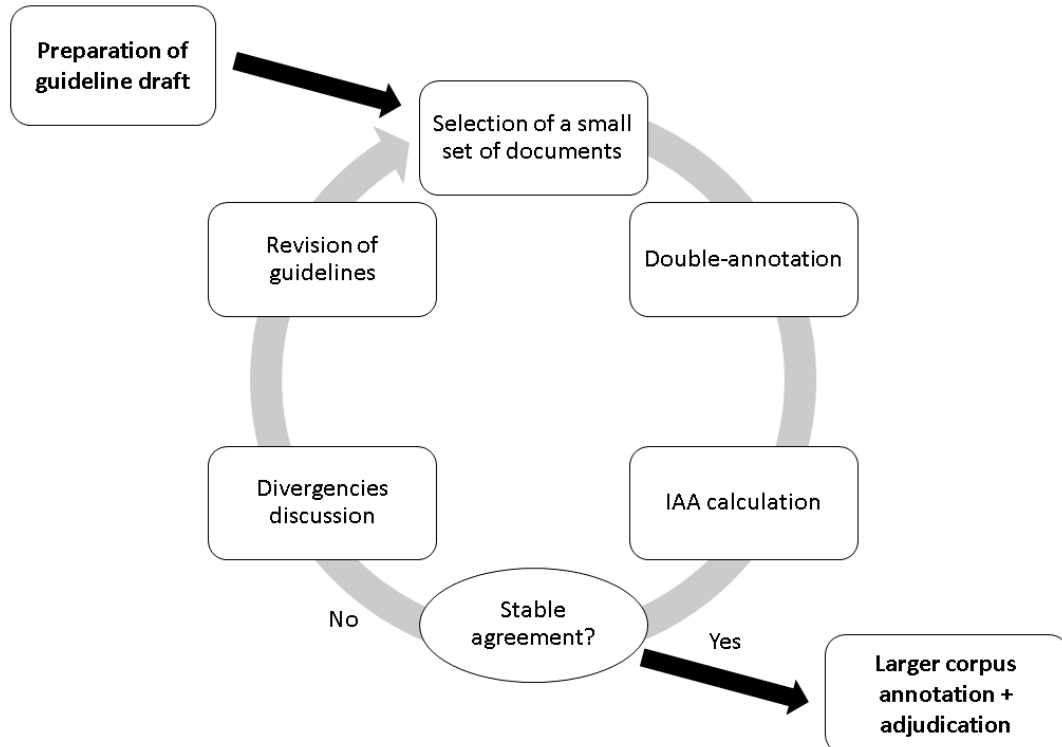 Preparation of
guideline draft
Selection of a small
set of documents
Revision of
guidelines
Double-annotation
Divergencies
discussion
IAA calculation
No
Stable
agreement?
Yes
Larger corpus
annotation +
adjudication